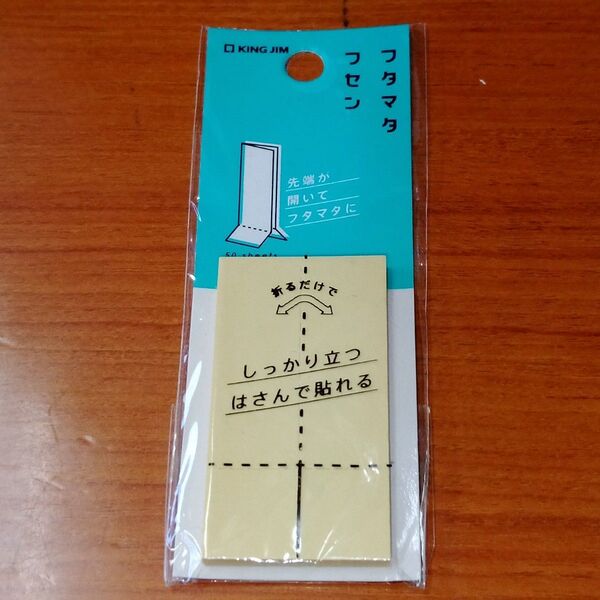 KING JIM
フタマタ
フセン
先端が
開いて
フタマタに
50 sheets
折るだけで
しっかり立つ
はさんで貼れる